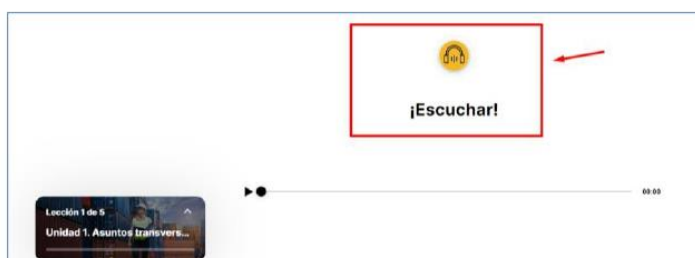 ¡Escuchar!
00:00
Lección 1 de 5
Unidad 1. Asuntos transvers...